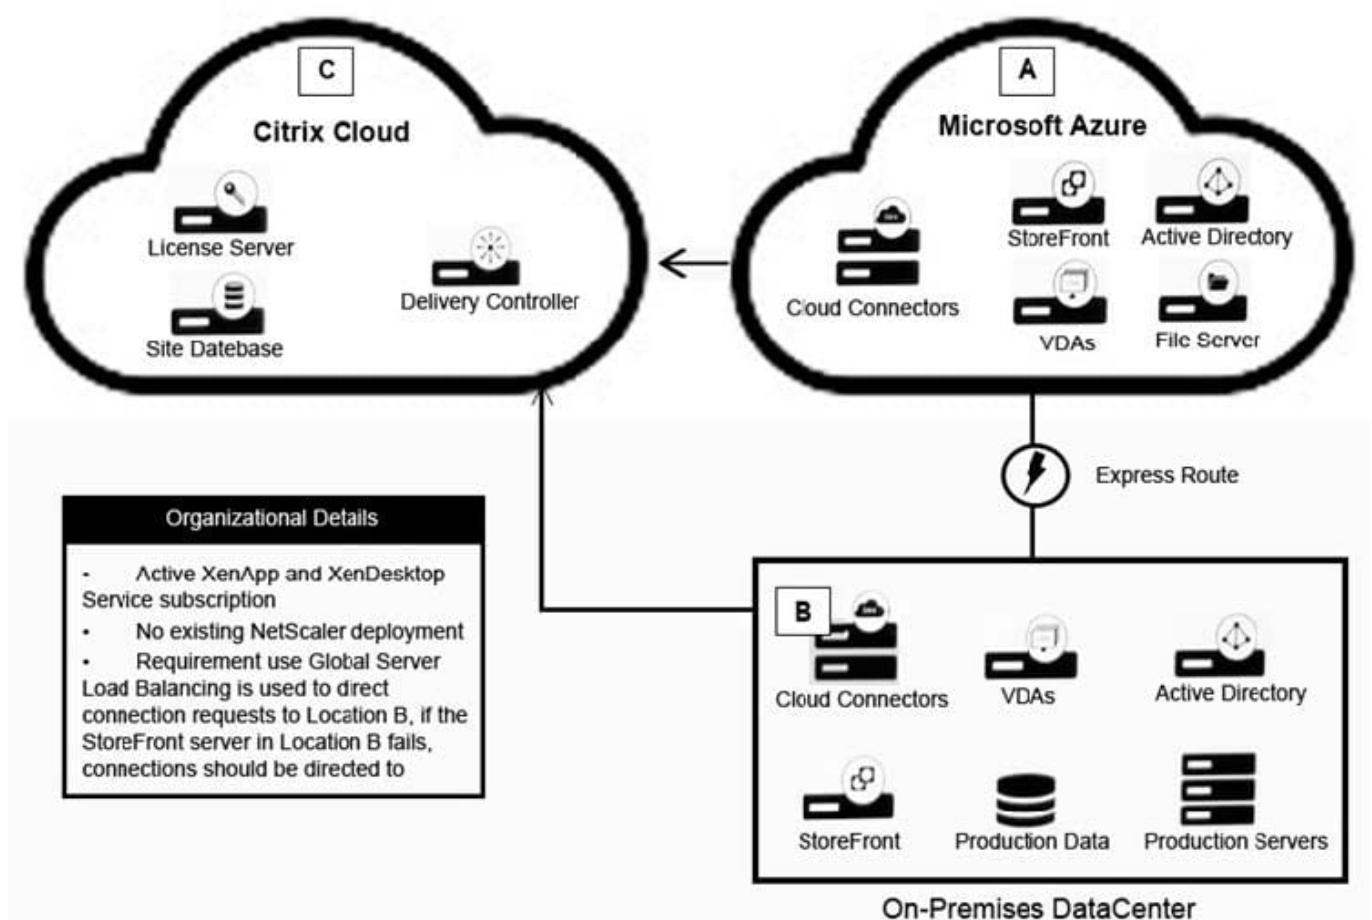 C
Citrix Cloud
License Server
Delivery Controller
Site Datebase
A
Microsoft Azure
StoreFront
Active Directory
Cloud Connectors
VDAs
File Server
Express Route
Organizational Details
- Active XenApp and XenDesktop
Service subscription
• No existing NetScaler deployment
• Requirement use Global Server
Load Balancing is used to direct
connection requests to Location B, if the
StoreFront server in Location B fails,
connections should be directed to
B
Cloud Connectors
VDAs
Active Directory
StoreFront
Production Data
Production Servers
On-Premises DataCenter